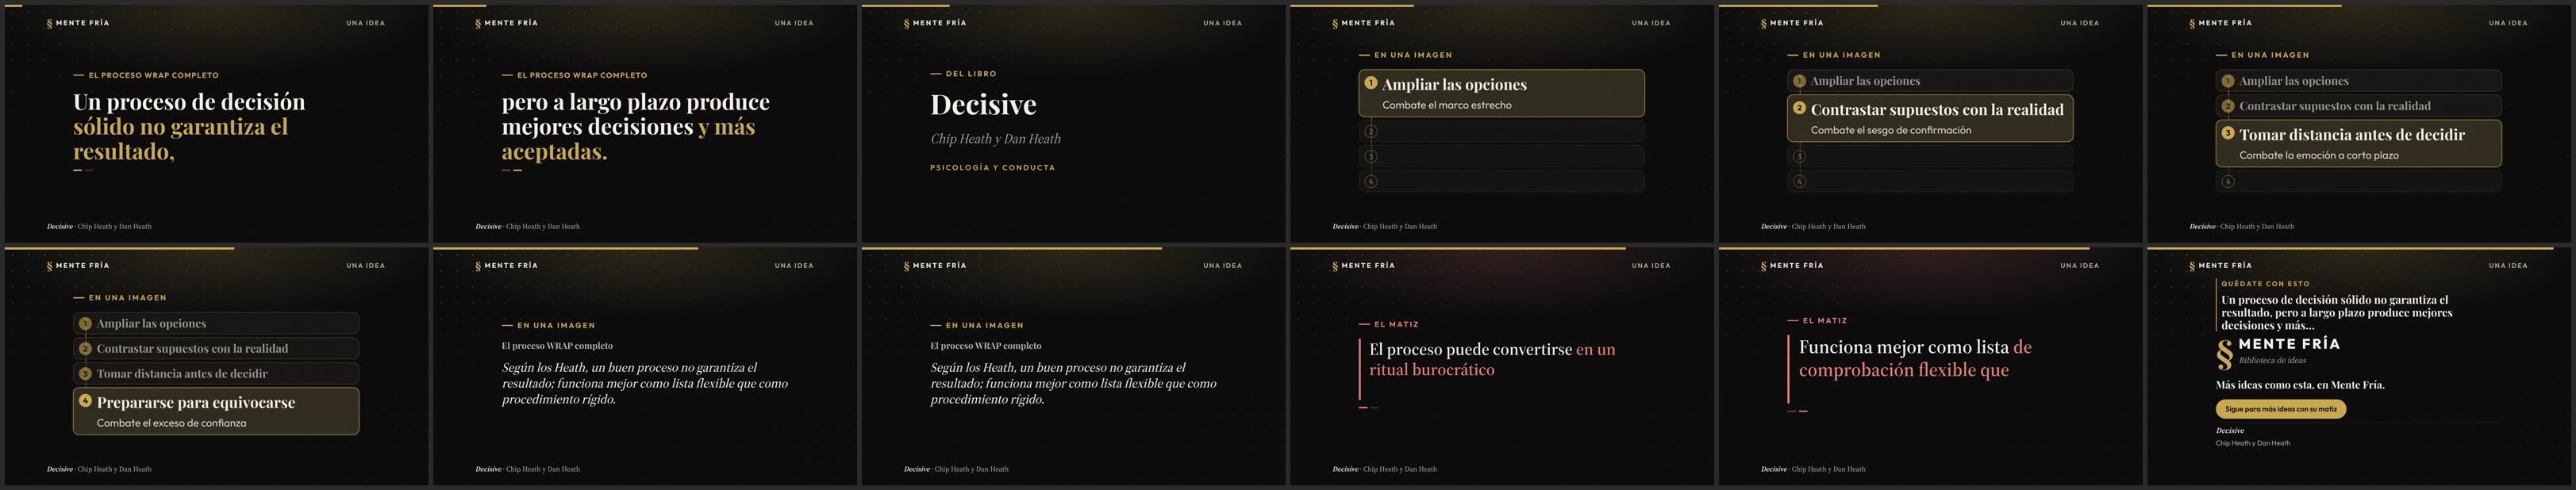 § MENTE FRÍA
UNA IDEA
— EL PROCESO WRAP COMPLETO
Un proceso de decisión
sólido no garantiza el
resultado,
Decisive · Chip Heath y Dan Heath
§ MENTE FRÍA
UNA IDEA
— EL PROCESO WRAP COMPLETO
pero a largo plazo produce
mejores decisiones y más
aceptadas.
Decisive · Chip Heath y Dan Heath
§ MENTE FRÍA
UNA IDEA
— DEL LIBRO
Decisive
Chip Heath y Dan Heath
PSICOLOGÍA Y CONDUCTA
§ MENTE FRÍA
UNA IDEA
— EN UNA IMAGEN
1 Ampliar las opciones
Combate el marco estrecho
2
3
4
Decisive · Chip Heath y Dan Heath
§ MENTE FRÍA
UNA IDEA
— EN UNA IMAGEN
1 Ampliar las opciones
2 Contrastar supuestos con la realidad
Combate el sesgo de confirmación
3
4
Decisive · Chip Heath y Dan Heath
§ MENTE FRÍA
UNA IDEA
— EN UNA IMAGEN
1 Ampliar las opciones
2 Contrastar supuestos con la realidad
3 Tomar distancia antes de decidir
Combate la emoción a corto plazo
4
Decisive · Chip Heath y Dan Heath
§ MENTE FRÍA
UNA IDEA
— EN UNA IMAGEN
1 Ampliar las opciones
2 Contrastar supuestos con la realidad
3 Tomar distancia antes de decidir
4 Prepararse para equivocarse
Combate el exceso de confianza
Decisive · Chip Heath y Dan Heath
§ MENTE FRÍA
UNA IDEA
— EN UNA IMAGEN
El proceso WRAP completo
Según los Heath, un buen proceso no garantiza el
resultado; funciona mejor como lista flexible que como
procedimiento rígido.
Decisive · Chip Heath y Dan Heath
§ MENTE FRÍA
UNA IDEA
— EN UNA IMAGEN
El proceso WRAP completo
Según los Heath, un buen proceso no garantiza el
resultado; funciona mejor como lista flexible que como
procedimiento rígido.
Decisive · Chip Heath y Dan Heath
§ MENTE FRÍA
UNA IDEA
— EL MATIZ
El proceso puede convertirse en un
ritual burocrático
Decisive · Chip Heath y Dan Heath
§ MENTE FRÍA
UNA IDEA
— EL MATIZ
Funciona mejor como lista de
comprobación flexible que
Decisive · Chip Heath y Dan Heath
§ MENTE FRÍA
UNA IDEA
QUÉDATE CON ESTO
Un proceso de decisión sólido no garantiza el
resultado, pero a largo plazo produce mejores
decisiones y más...
§ MENTE FRÍA
Biblioteca de ideas
Más ideas como esta, en Mente Fría.
Sigue para más ideas con su matiz
Decisive
Chip Heath y Dan Heath